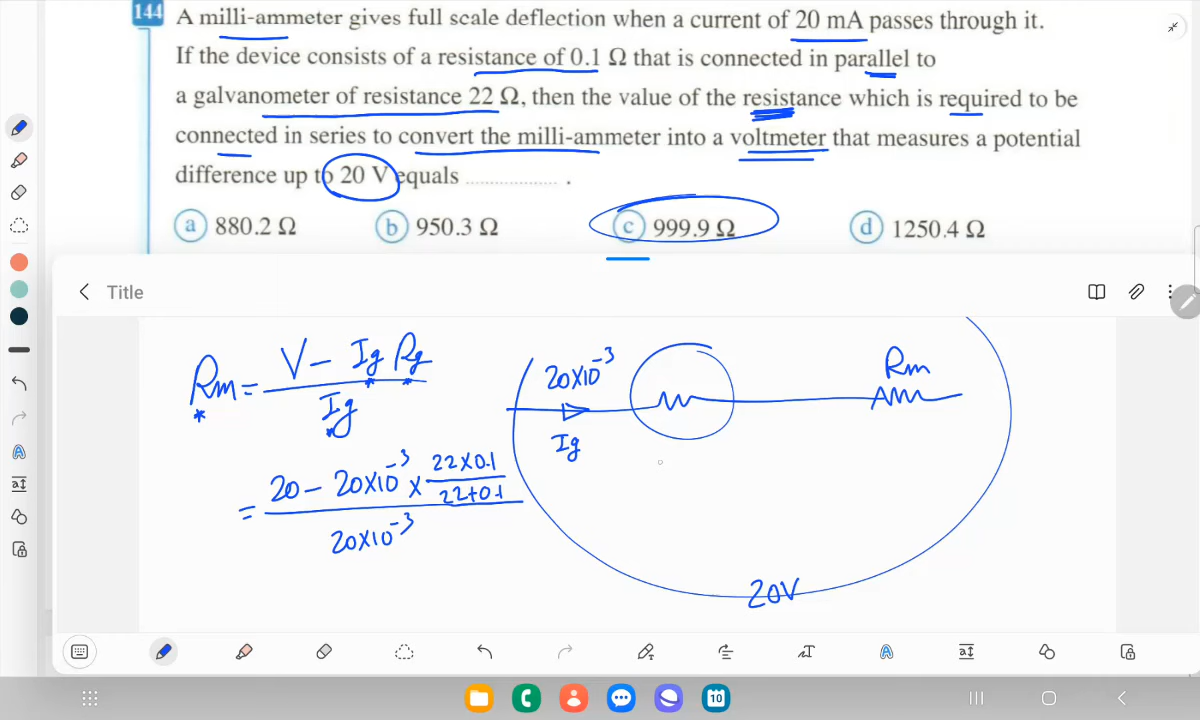 144 A milli-ammeter gives full scale deflection when a current of 20 mA passes through it.
If the device consists of a resistance of 0.1 Ω that is connected in parallel to
a galvanometer of resistance 22 Ω, then the value of the resistance which is required to be
connected in series to convert the milli-ammeter into a voltmeter that measures a potential
difference up to 20 V equals .................... .
a 880.2 Ω b 950.3 Ω c 999.9 Ω d 1250.4 Ω
Title
Rm = (V - Ig Rg) / Ig
= (20 - 20×10⁻³ × (22×0.1)/(22+0.1)) / 20×10⁻³
20×10⁻³
Ig
Rm
20V
10